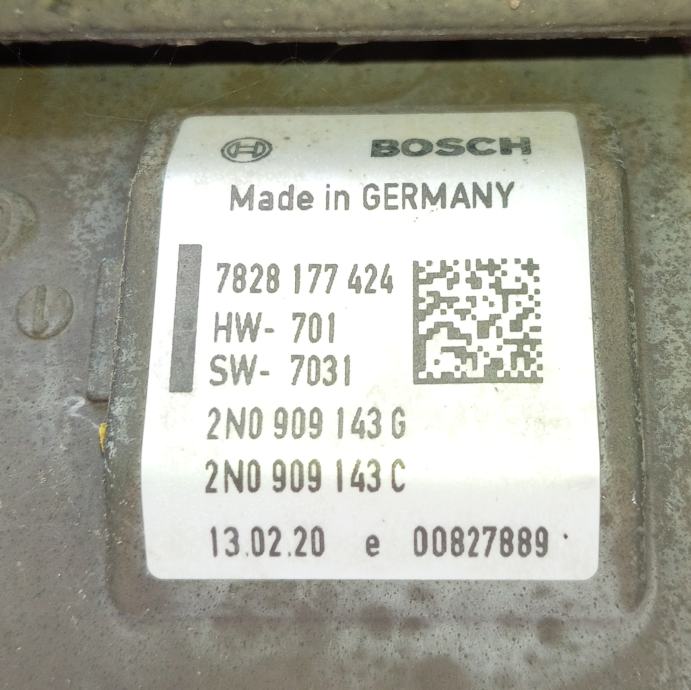 BOSCH
Made in GERMANY
7828 177 424
HW- 701
SW- 7031
2N0 909 143 G
2N0 909 143 C
13.02.20 e 00827889